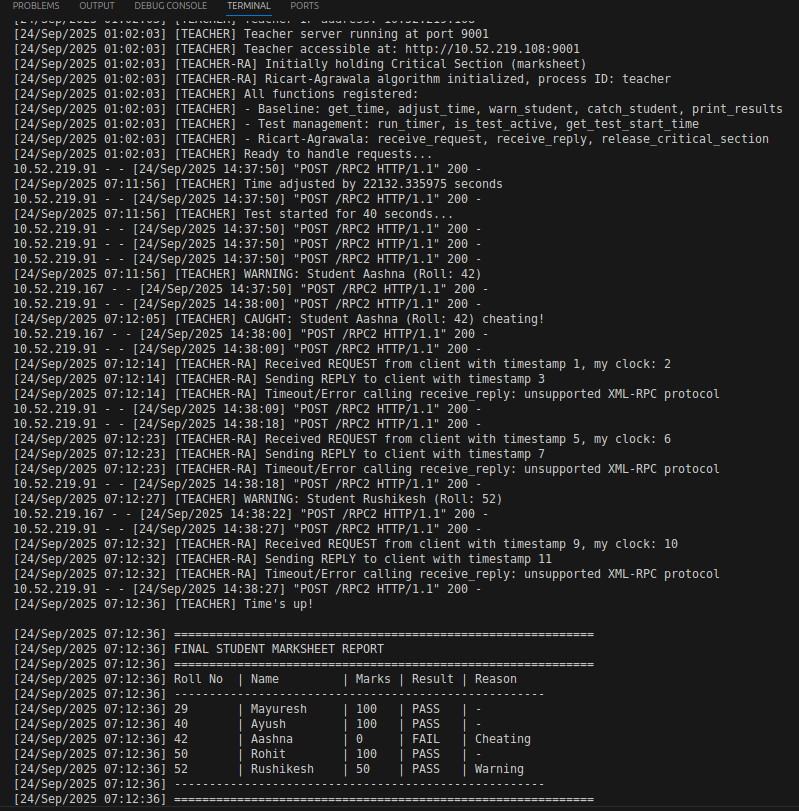 PROBLEMS OUTPUT DEBUG CONSOLE TERMINAL PORTS
[24/Sep/2025 01:02:03] [TEACHER] Teacher IP address: 10.52.219.108
[24/Sep/2025 01:02:03] [TEACHER] Teacher server running at port 9001
[24/Sep/2025 01:02:03] [TEACHER] Teacher accessible at: http://10.52.219.108:9001
[24/Sep/2025 01:02:03] [TEACHER-RA] Initially holding Critical Section (marksheet)
[24/Sep/2025 01:02:03] [TEACHER-RA] Ricart-Agrawala algorithm initialized, process ID: teacher
[24/Sep/2025 01:02:03] [TEACHER] All functions registered:
[24/Sep/2025 01:02:03] [TEACHER] - Baseline: get_time, adjust_time, warn_student, catch_student, print_results
[24/Sep/2025 01:02:03] [TEACHER] - Test management: run_timer, is_test_active, get_test_start_time
[24/Sep/2025 01:02:03] [TEACHER] - Ricart-Agrawala: receive_request, receive_reply, release_critical_section
[24/Sep/2025 01:02:03] [TEACHER] Ready to handle requests...
10.52.219.91 - - [24/Sep/2025 14:37:50] "POST /RPC2 HTTP/1.1" 200 -
[24/Sep/2025 07:11:56] [TEACHER] Time adjusted by 22132.335975 seconds
10.52.219.91 - - [24/Sep/2025 14:37:50] "POST /RPC2 HTTP/1.1" 200 -
[24/Sep/2025 07:11:56] [TEACHER] Test started for 40 seconds...
10.52.219.91 - - [24/Sep/2025 14:37:50] "POST /RPC2 HTTP/1.1" 200 -
10.52.219.91 - - [24/Sep/2025 14:37:50] "POST /RPC2 HTTP/1.1" 200 -
10.52.219.91 - - [24/Sep/2025 14:37:50] "POST /RPC2 HTTP/1.1" 200 -
[24/Sep/2025 07:11:56] [TEACHER] WARNING: Student Aashna (Roll: 42)
10.52.219.167 - - [24/Sep/2025 14:37:50] "POST /RPC2 HTTP/1.1" 200 -
10.52.219.91 - - [24/Sep/2025 14:38:00] "POST /RPC2 HTTP/1.1" 200 -
[24/Sep/2025 07:12:05] [TEACHER] CAUGHT: Student Aashna (Roll: 42) cheating!
10.52.219.167 - - [24/Sep/2025 14:38:00] "POST /RPC2 HTTP/1.1" 200 -
10.52.219.91 - - [24/Sep/2025 14:38:09] "POST /RPC2 HTTP/1.1" 200 -
[24/Sep/2025 07:12:14] [TEACHER-RA] Received REQUEST from client with timestamp 1, my clock: 2
[24/Sep/2025 07:12:14] [TEACHER-RA] Sending REPLY to client with timestamp 3
[24/Sep/2025 07:12:14] [TEACHER-RA] Timeout/Error calling receive_reply: unsupported XML-RPC protocol
10.52.219.91 - - [24/Sep/2025 14:38:09] "POST /RPC2 HTTP/1.1" 200 -
10.52.219.91 - - [24/Sep/2025 14:38:18] "POST /RPC2 HTTP/1.1" 200 -
[24/Sep/2025 07:12:23] [TEACHER-RA] Received REQUEST from client with timestamp 5, my clock: 6
[24/Sep/2025 07:12:23] [TEACHER-RA] Sending REPLY to client with timestamp 7
[24/Sep/2025 07:12:23] [TEACHER-RA] Timeout/Error calling receive_reply: unsupported XML-RPC protocol
10.52.219.91 - - [24/Sep/2025 14:38:18] "POST /RPC2 HTTP/1.1" 200 -
[24/Sep/2025 07:12:27] [TEACHER] WARNING: Student Rushikesh (Roll: 52)
10.52.219.167 - - [24/Sep/2025 14:38:22] "POST /RPC2 HTTP/1.1" 200 -
10.52.219.91 - - [24/Sep/2025 14:38:27] "POST /RPC2 HTTP/1.1" 200 -
[24/Sep/2025 07:12:32] [TEACHER-RA] Received REQUEST from client with timestamp 9, my clock: 10
[24/Sep/2025 07:12:32] [TEACHER-RA] Sending REPLY to client with timestamp 11
[24/Sep/2025 07:12:32] [TEACHER-RA] Timeout/Error calling receive_reply: unsupported XML-RPC protocol
10.52.219.91 - - [24/Sep/2025 14:38:27] "POST /RPC2 HTTP/1.1" 200 -
[24/Sep/2025 07:12:36] [TEACHER] Time's up!
[24/Sep/2025 07:12:36] ============================================================
[24/Sep/2025 07:12:36] FINAL STUDENT MARKSHEET REPORT
[24/Sep/2025 07:12:36] ============================================================
[24/Sep/2025 07:12:36] Roll No | Name | Marks | Result | Reason
[24/Sep/2025 07:12:36] -----------------------------------------------------
[24/Sep/2025 07:12:36] 29 | Mayuresh | 100 | PASS | -
[24/Sep/2025 07:12:36] 40 | Ayush | 100 | PASS | -
[24/Sep/2025 07:12:36] 42 | Aashna | 0 | FAIL | Cheating
[24/Sep/2025 07:12:36] 50 | Rohit | 100 | PASS | -
[24/Sep/2025 07:12:36] 52 | Rushikesh | 50 | PASS | Warning
[24/Sep/2025 07:12:36] -----------------------------------------------------
[24/Sep/2025 07:12:36] ============================================================